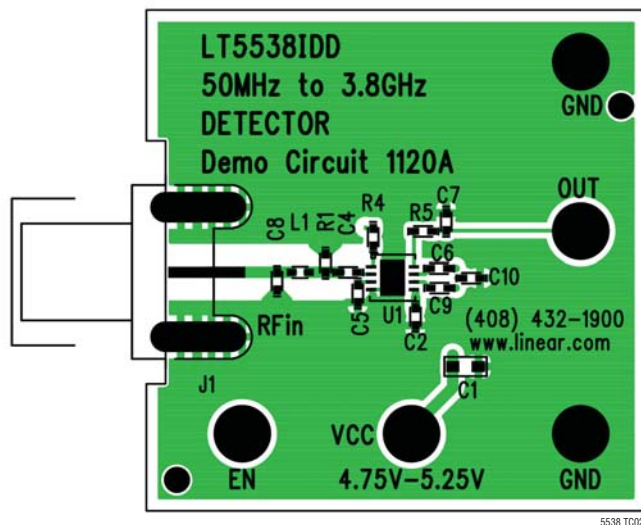 LT5538IDD
50MHz to 3.8GHz
DETECTOR
Demo Circuit 1120A
GND
OUT
C8
L1
R1
C4
R4
R5
C7
C6
C10
C9
C5
U1
C2
RFin
(408) 432-1900
www.linear.com
C1
J1
VCC
EN
4.75V-5.25V
GND
5538 TC02